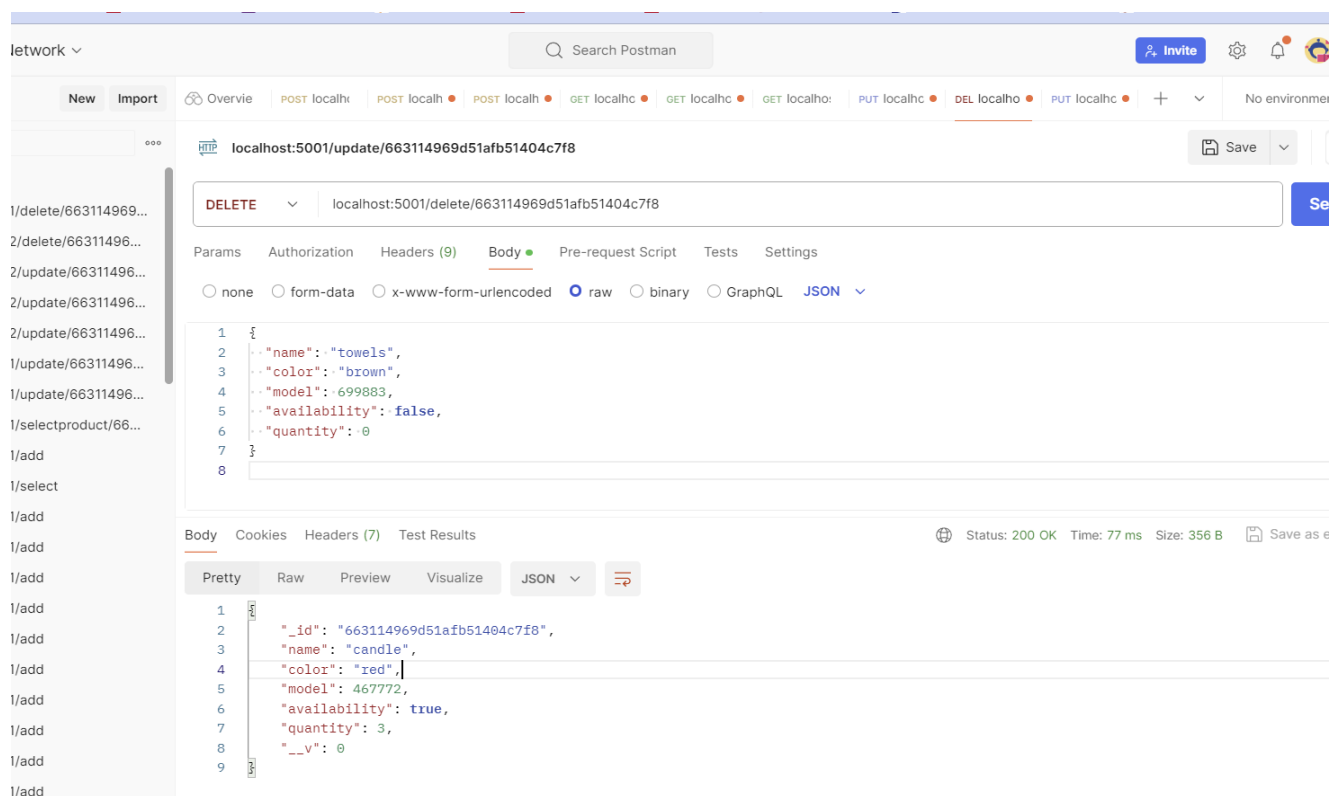 Network
Search Postman
Invite
New Import
Overvie POST localh POST localh POST localh GET localhc GET localhc GET localho: PUT localhc DEL localho PUT localhc No environmer
HTTP localhost:5001/update/663114969d51afb51404c7f8 Save
DELETE localhost:5001/delete/663114969d51afb51404c7f8 Se
Params Authorization Headers (9) Body Pre-request Script Tests Settings
none form-data x-www-form-urlencoded raw binary GraphQL JSON
1 {
2 "name": "towels",
3 "color": "brown",
4 "model": 699883,
5 "availability": false,
6 "quantity": 0
7 }
8
1/delete/663114969...
2/delete/66311496...
2/update/66311496...
2/update/66311496...
2/update/66311496...
1/update/66311496...
1/update/66311496...
1/selectproduct/66...
1/add
1/select
1/add
1/add
1/add
1/add
1/add
1/add
1/add
1/add
1/add
1/add
Body Cookies Headers (7) Test Results Status: 200 OK Time: 77 ms Size: 356 B Save as e
Pretty Raw Preview Visualize JSON
1 {
2 "_id": "663114969d51afb51404c7f8",
3 "name": "candle",
4 "color": "red",
5 "model": 467772,
6 "availability": true,
7 "quantity": 3,
8 "__v": 0
9 }